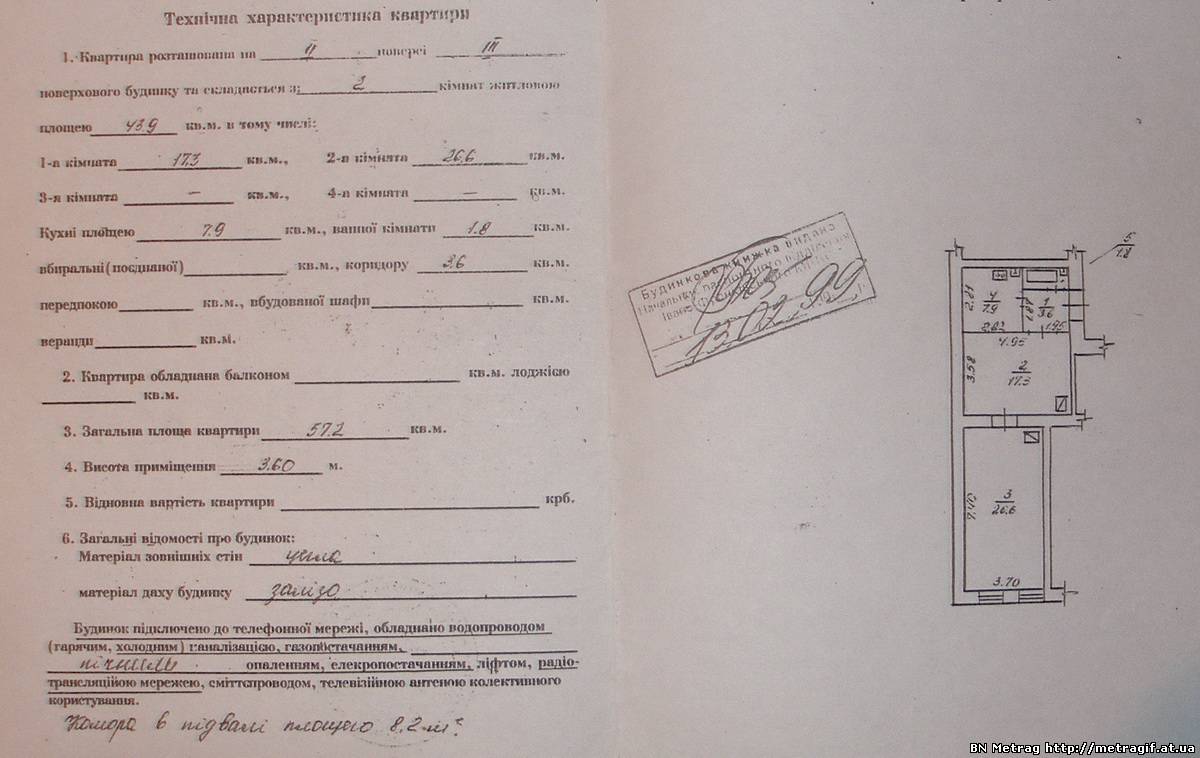 Технічна характеристика квартири
1. Квартира розташована на II поверсі III
поверхового будинку та складається з: 2 кімнат житловою
площею 43.9 кв.м. в тому числі:
1-а кімната 17.3 кв.м., 2-а кімната 26.6 кв.м.
3-я кімната — кв.м., 4-а кімната — кв.м.
Кухні площею 7.9 кв.м., ванної кімнати 1.8 кв.м.
вбиральні (поєднаної) кв.м., коридору 3.6 кв.м.
передпокою кв.м., вбудованої шафи кв.м.
веранди кв.м.
2. Квартира обладнана балконом кв.м. лоджією
кв.м.
3. Загальна площа квартири 57.2 кв.м.
4. Висота приміщення 3.60 м.
5. Відновна вартість квартири крб.
6. Загальні відомості про будинок:
Матеріал зовнішніх стін цегла
матеріал даху будинку залізо
Будинок підключено до телефонної мережі, обладнано водопроводом
(гарячим, холодним) каналізацією, газопостачанням,
пічним опаленням, елекропостачанням, ліфтом, радіо-
трансляційою мережею, сміттєпроводом, телевізійною антеною колективного
користування.
Комора в підвалі площею 8.2 м²
Будинкова книжка видана
Начальник паспортного відділення
13 02 99
5
1.8
4
7.9
2.81
2.82
1
3.6
1.87
1.95
4.95
3.58
2
17.3
7.40
3
26.6
3.70
BN Metrag http://metragif.at.ua